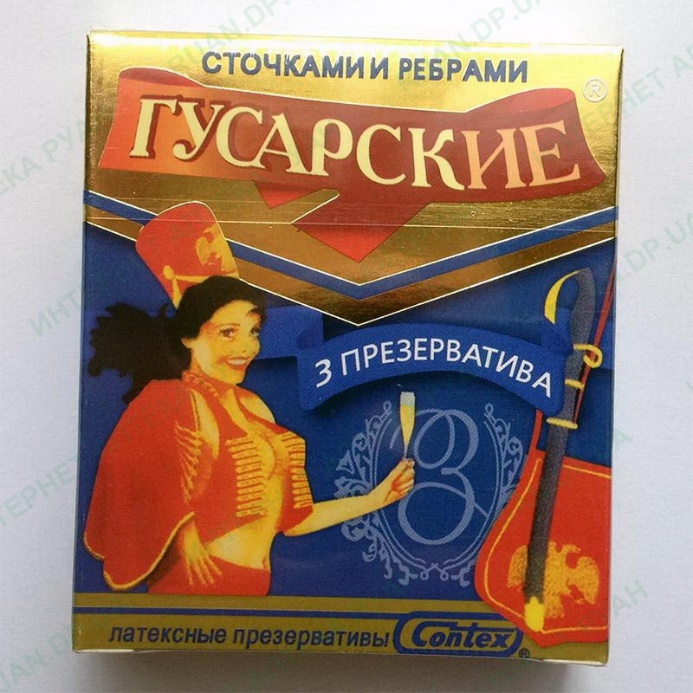 СТОЧКАМИ И РЕБРАМИ
ГУСАРСКИЕ
®
3 ПРЕЗЕРВАТИВА
3
латексные презервативы Contex ®